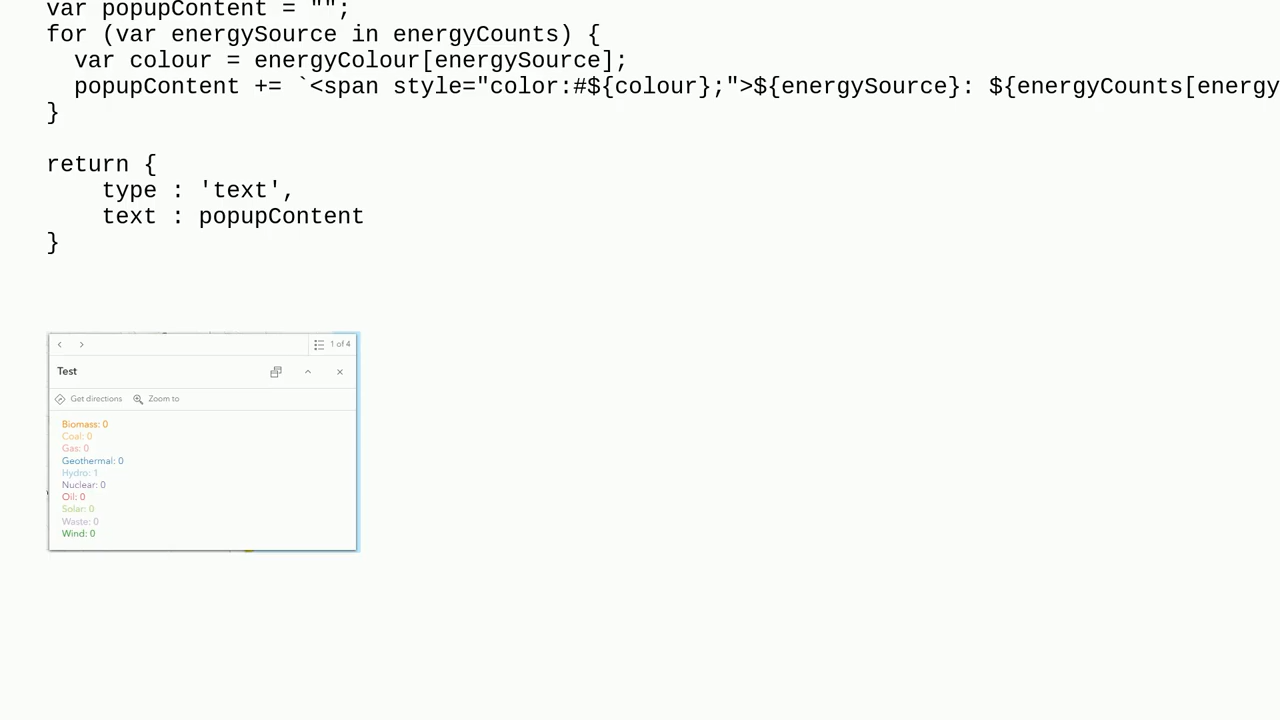 var popupContent = "";
for (var energySource in energyCounts) {
var colour = energyColour[energySource];
popupContent += `<span style="color:#${colour};">${energySource}: ${energyCounts[energy
}
return {
type : 'text',
text : popupContent
}
1 of 4
Test
Get directions Zoom to
Biomass: 0
Coal: 0
Gas: 0
Geothermal: 0
Hydro: 1
Nuclear: 0
Oil: 0
Solar: 0
Waste: 0
Wind: 0